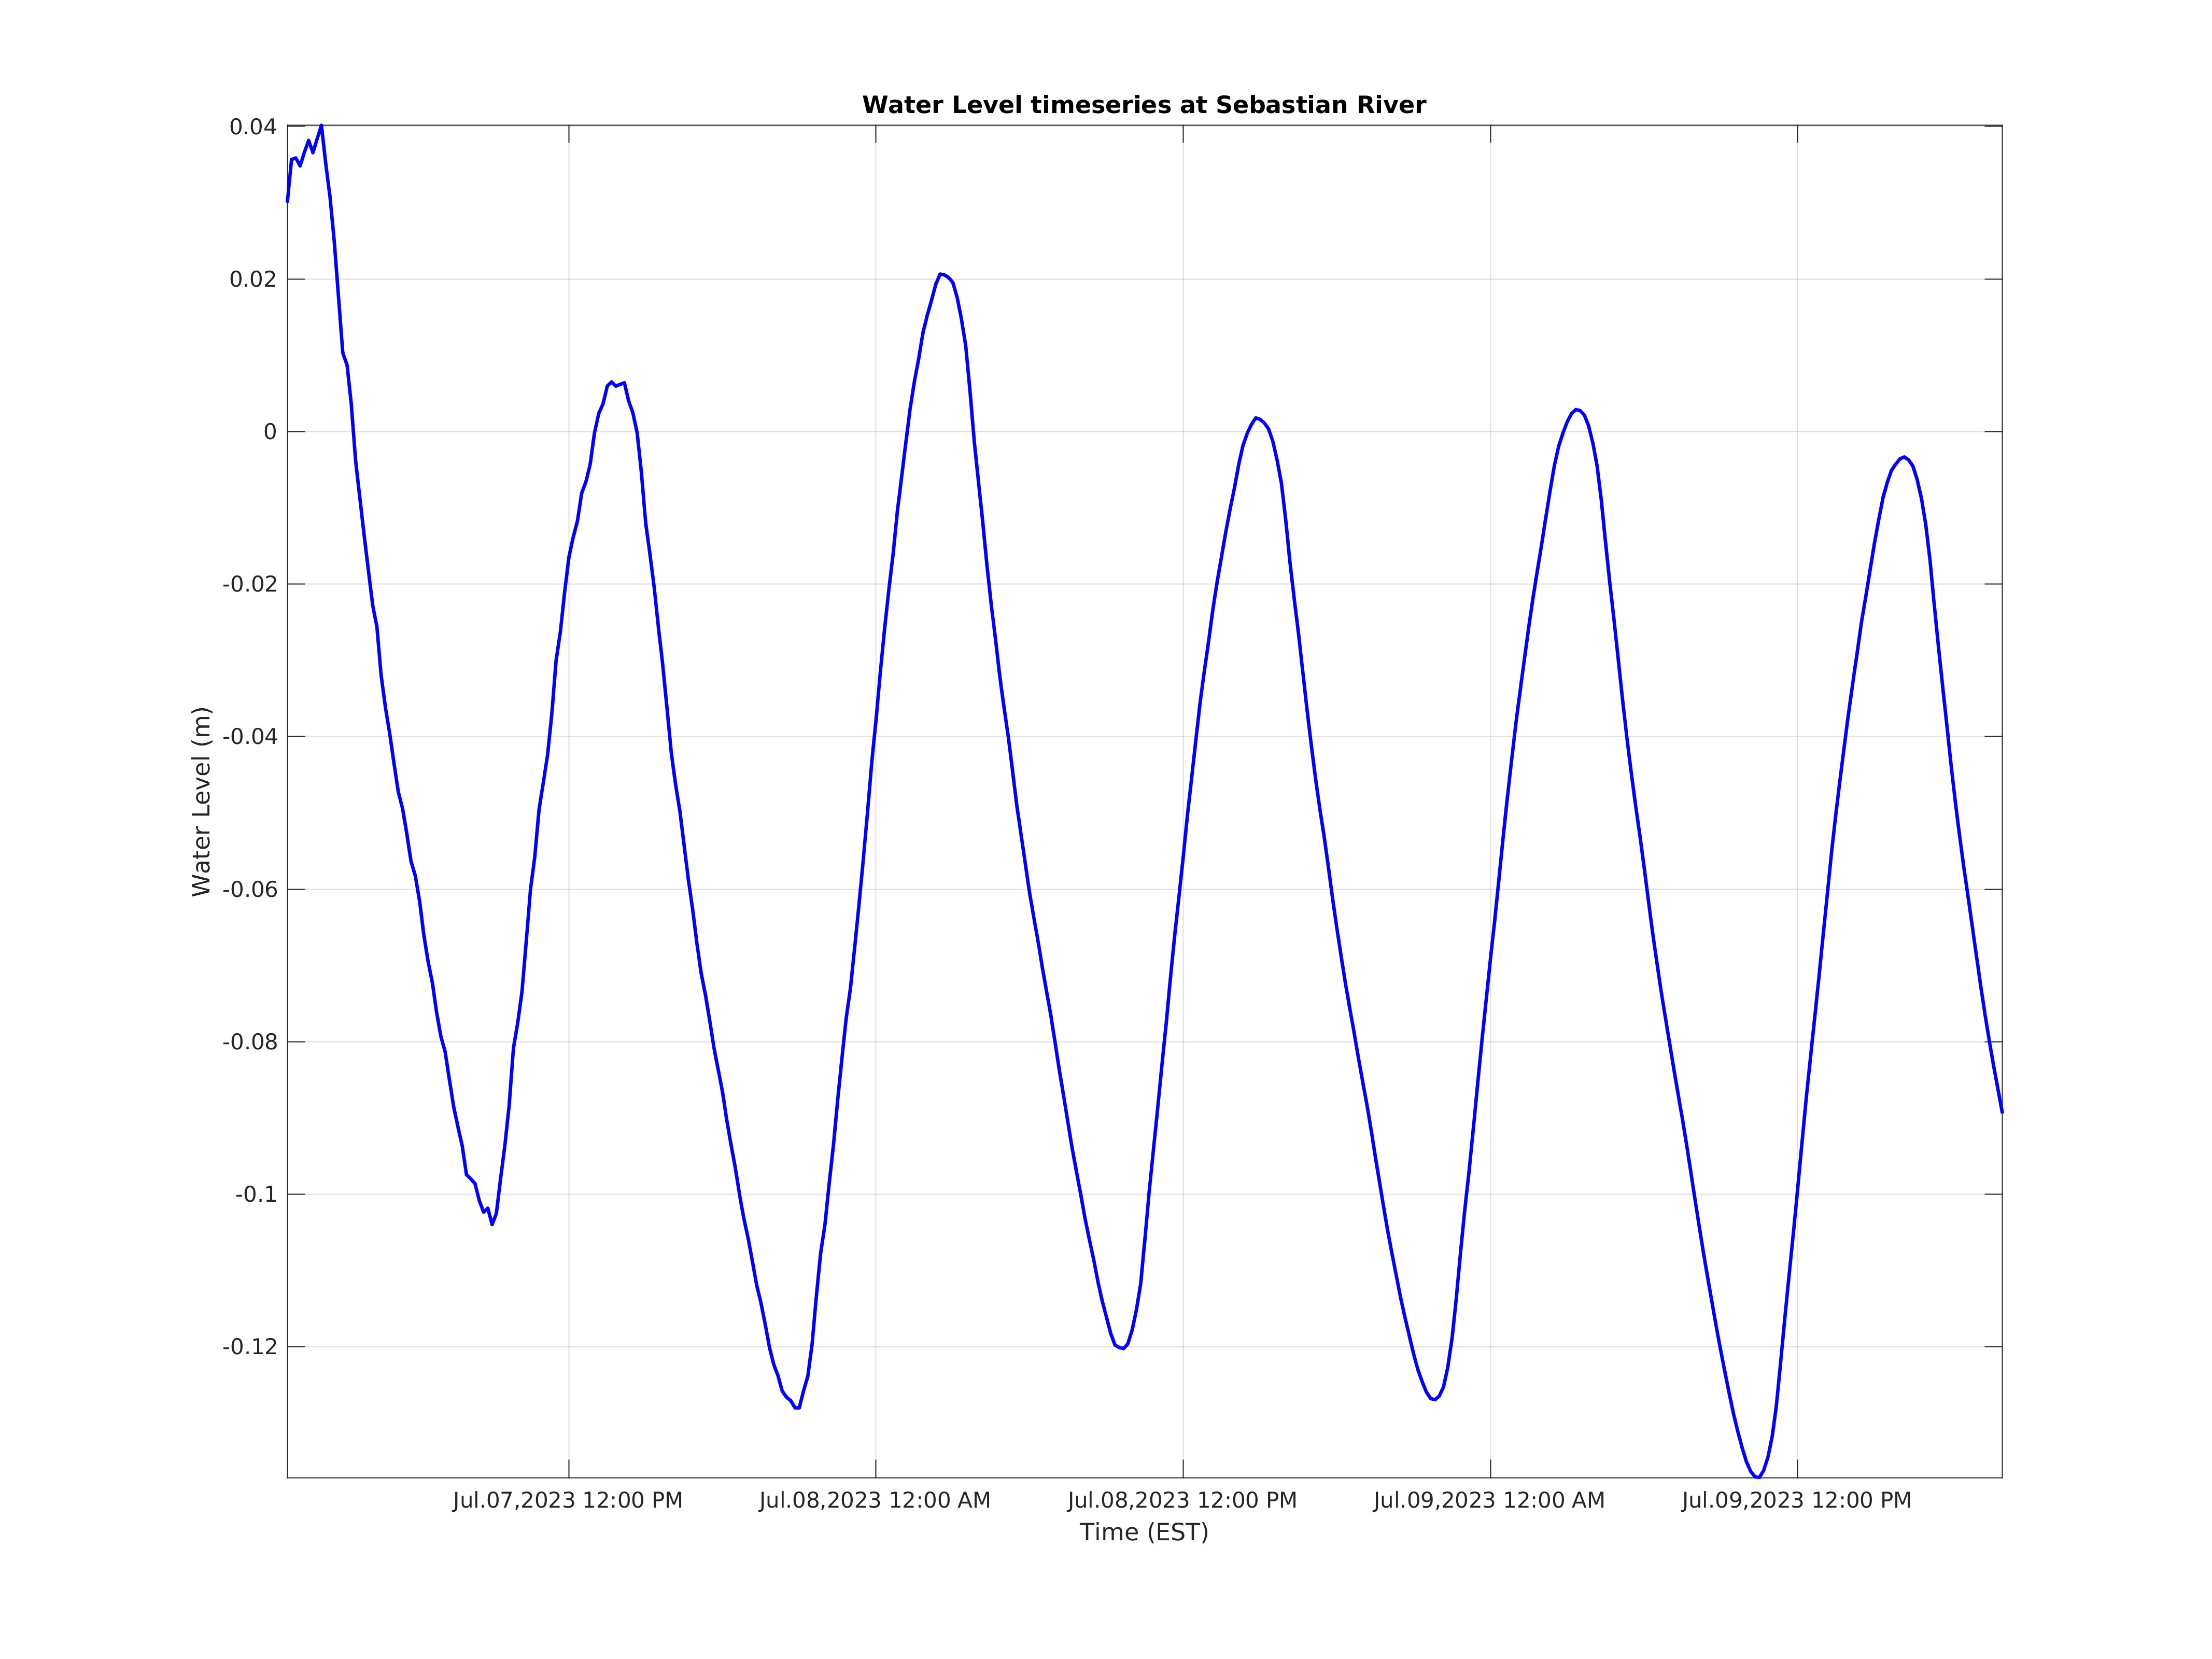 Water Level timeseries at Sebastian River
0.04
0.02
0
-0.02
-0.04
-0.06
-0.08
-0.1
-0.12
Water Level (m)
Jul.07,2023 12:00 PM
Jul.08,2023 12:00 AM
Jul.08,2023 12:00 PM
Jul.09,2023 12:00 AM
Jul.09,2023 12:00 PM
Time (EST)